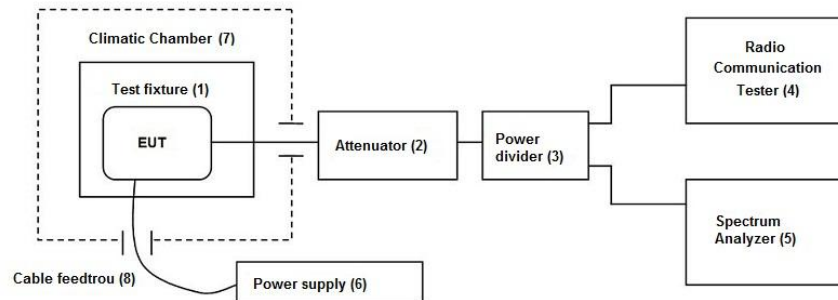 Climatic Chamber (7)
Test fixture (1)
EUT
Attenuator (2)
Power
divider (3)
Radio
Communication
Tester (4)
Spectrum
Analyzer (5)
Cable feedtrou (8)
Power supply (6)